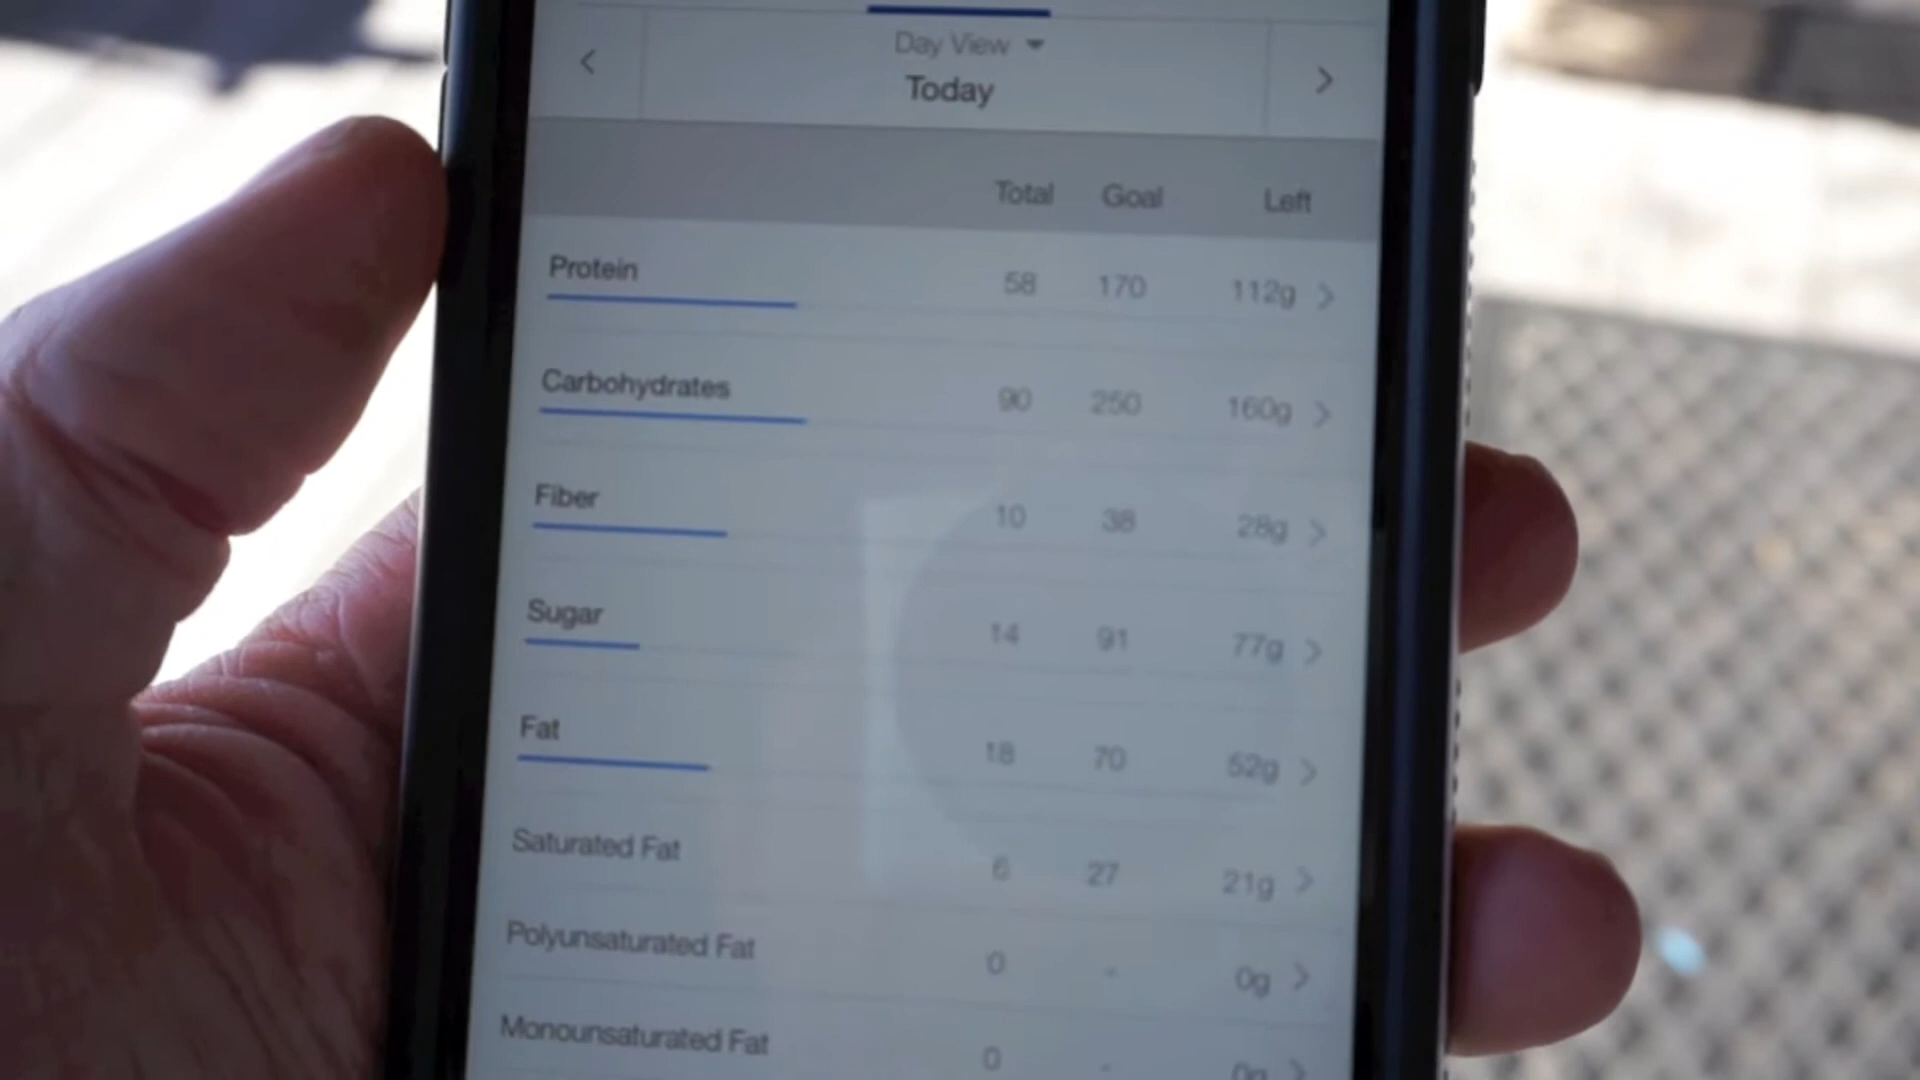 Day View
Today
Total Goal Left
Protein 58 170 112g
Carbohydrates 90 250 160g
Fiber 10 38 28g
Sugar 14 91 77g
Fat 18 70 52g
Saturated Fat 6 27 21g
Polyunsaturated Fat 0 - 0g
Monounsaturated Fat 0 - 0g